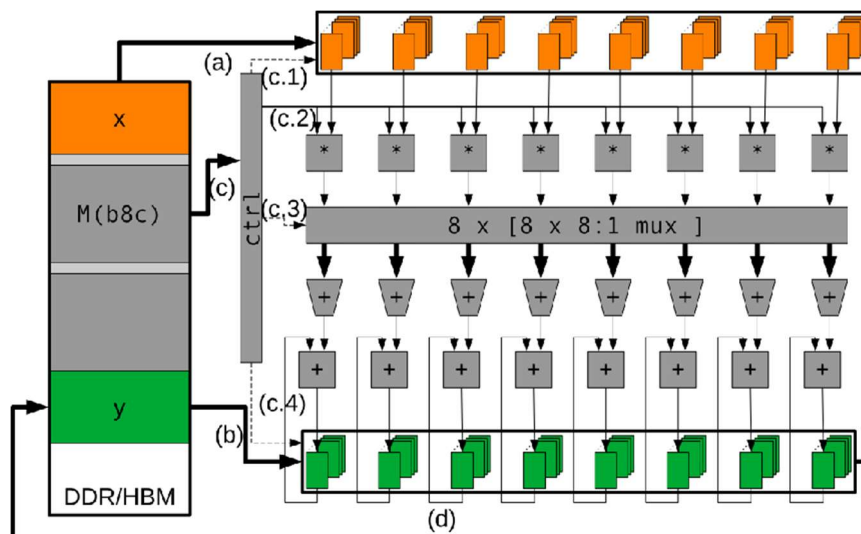 (a)
(c.1)
x
(c.2)
* * * * * * * *
M(b8c)
(c)
ctrl
(c.3)
8 x [8 x 8:1 mux ]
+ + + + + + + +
+ + + + + + + +
y
(c.4)
(b)
DDR/HBM
(d)